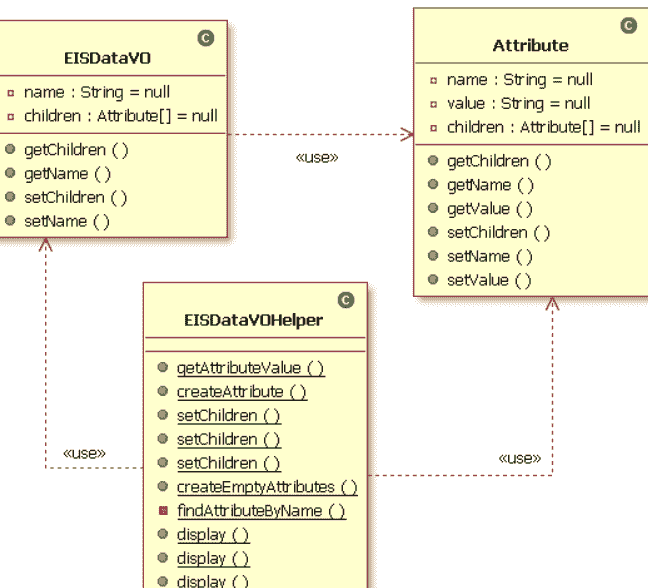 C
EISDataVO
name : String = null
children : Attribute[] = null
getChildren ( )
getName ( )
setChildren ( )
setName ( )
«use»
C
Attribute
name : String = null
value : String = null
children : Attribute[] = null
getChildren ( )
getName ( )
getValue ( )
setChildren ( )
setName ( )
setValue ( )
C
EISDataVOHelper
getAttributeValue ( )
createAttribute ( )
setChildren ( )
setChildren ( )
setChildren ( )
createEmptyAttributes ( )
findAttributeByName ( )
display ( )
display ( )
display ( )
«use»
«use»